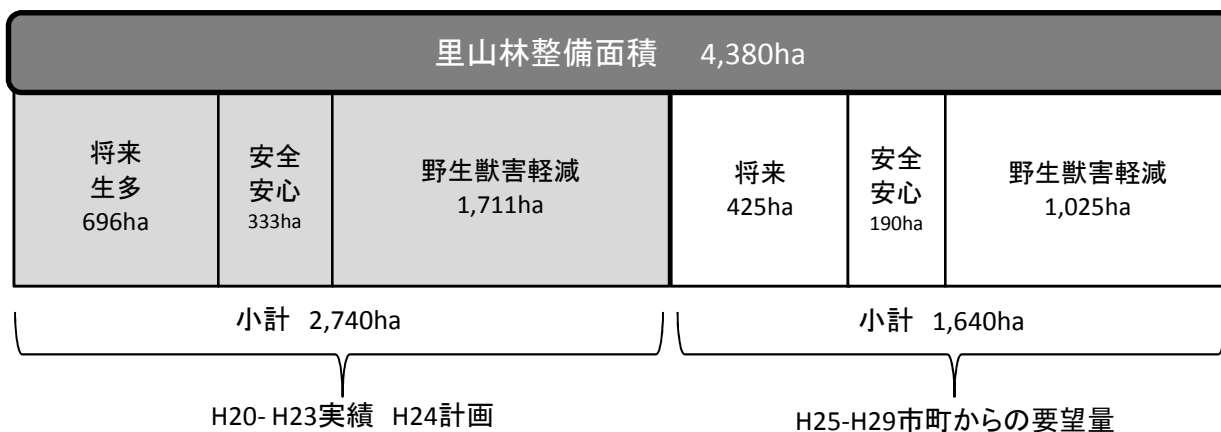 里山林整備面積 4,380ha
将来
生多
696ha
安全
安心
333ha
野生獣害軽減
1,711ha
将来
425ha
安全
安心
190ha
野生獣害軽減
1,025ha
小計 2,740ha
小計 1,640ha
H20- H23実績 H24計画
H25-H29市町からの要望量